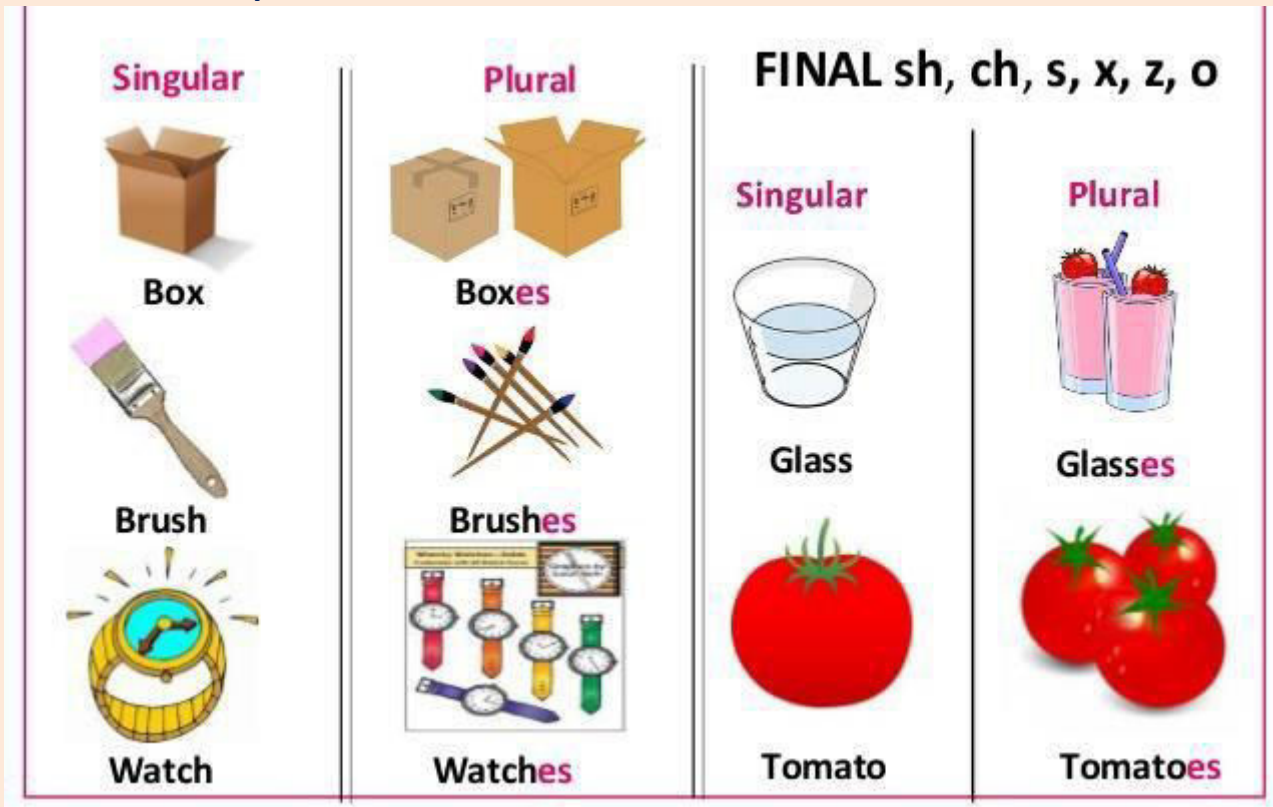 FINAL sh, ch, s, x, z, o
Singular
Plural
Box
Boxes
Brush
Brushes
Watch
Watches
Singular
Plural
Glass
Glasses
Tomato
Tomatoes